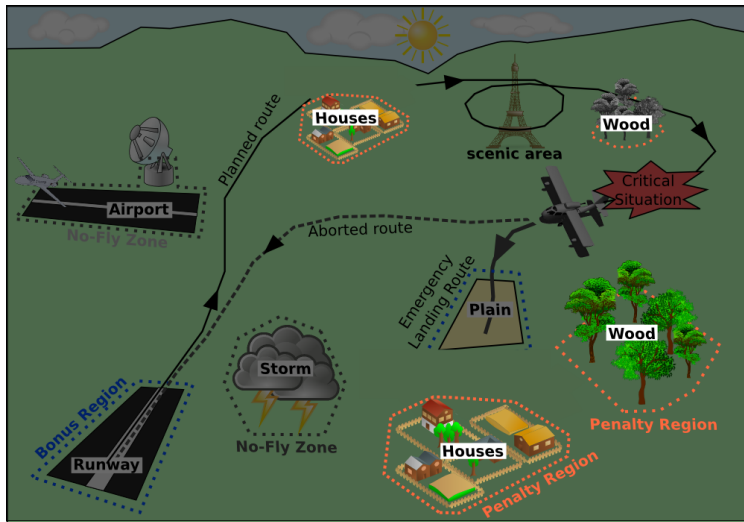 Houses
Wood
scenic area
Planned route
Critical
Situation
Airport
No-Fly Zone
Aborted route
Emergency
Landing Route
Plain
Wood
Storm
Penalty Region
Bonus Region
No-Fly Zone
Houses
Runway
Penalty Region